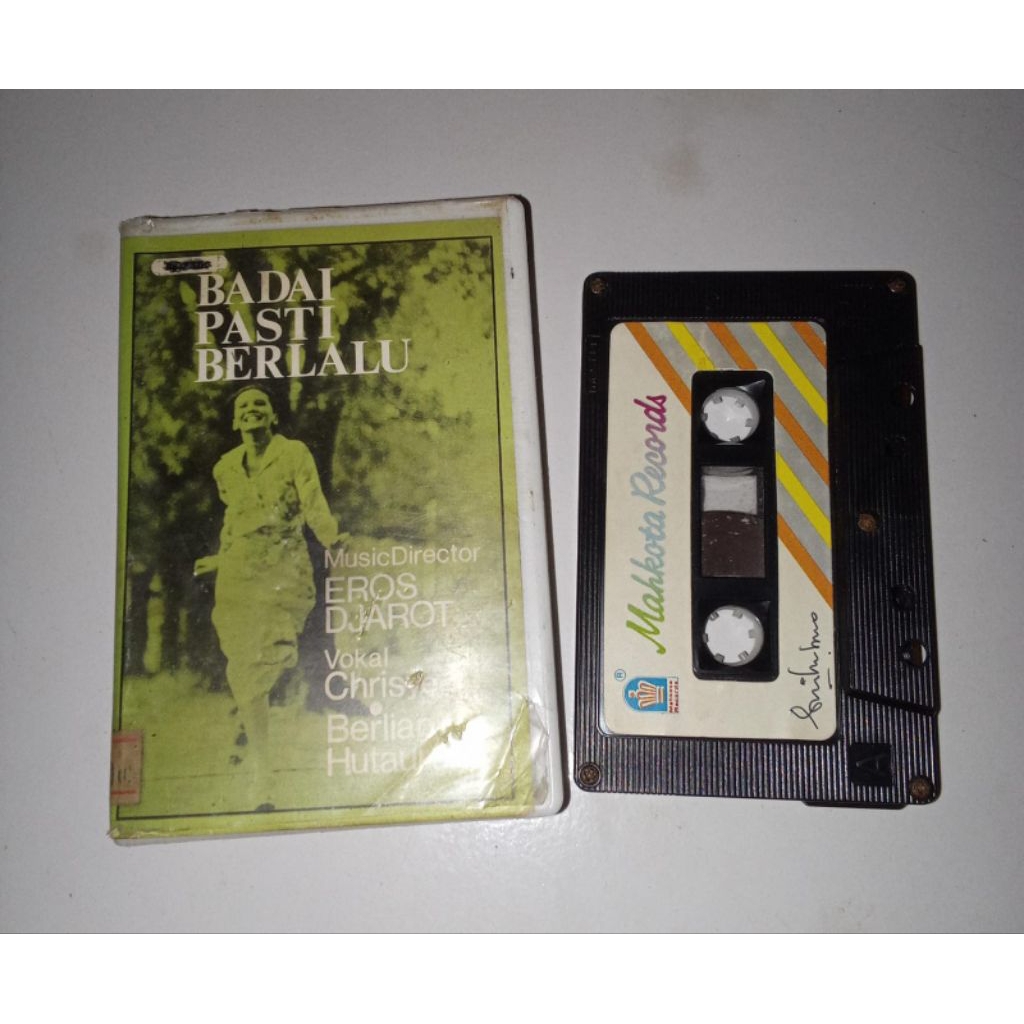 BADAI
PASTI
BERLALU
MusicDirector
EROS
DJAROT
Vokal
Mahkota Records
®
A